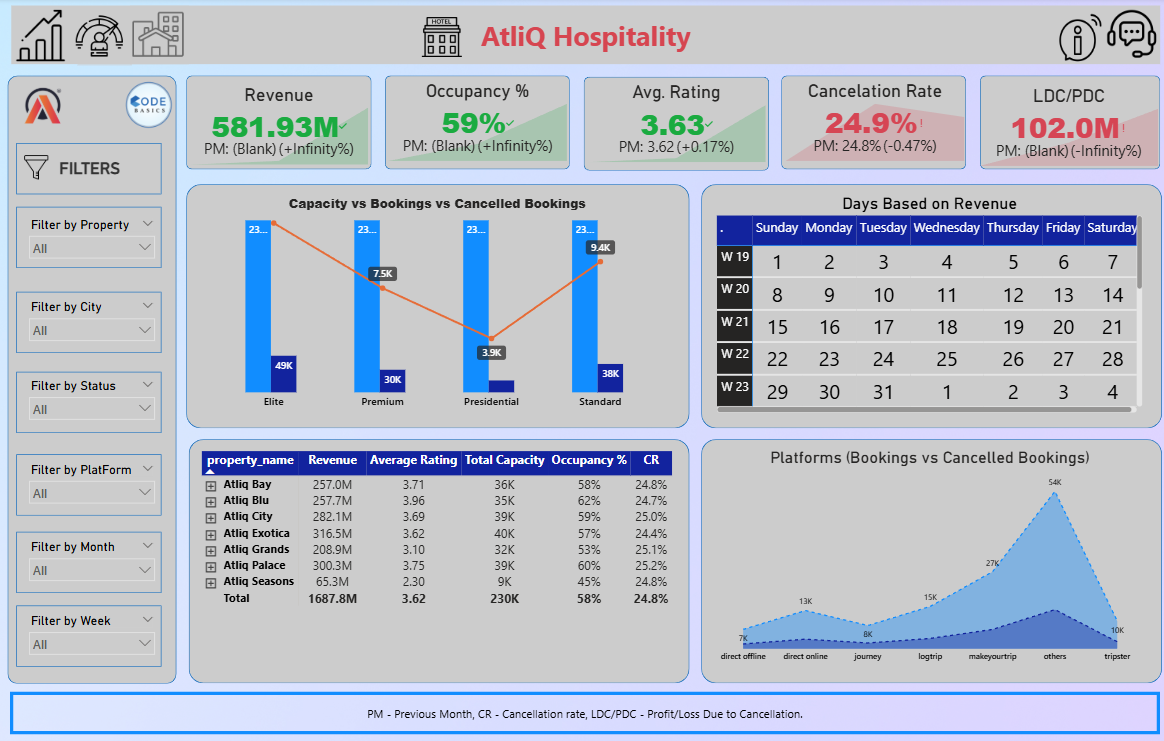 HOTEL
AtliQ Hospitality
CODE
BASICS
FILTERS
Filter by Property
All
Filter by City
All
Filter by Status
All
Filter by PlatForm
All
Filter by Month
All
Filter by Week
All
Revenue
581.93M✓
PM: (Blank) (+Infinity%)
Occupancy %
59%✓
PM: (Blank) (+Infinity%)
Avg. Rating
3.63✓
PM: 3.62 (+0.17%)
Cancelation Rate
24.9%!
PM: 24.8% (-0.47%)
LDC/PDC
102.0M!
PM: (Blank) (-Infinity%)
Capacity vs Bookings vs Cancelled Bookings
23... 23... 23... 23...
9.4K
7.5K
3.9K
49K 30K 38K
Elite Premium Presidential Standard
Days Based on Revenue
. Sunday Monday Tuesday Wednesday Thursday Friday Saturday
W 19 1 2 3 4 5 6 7
W 20 8 9 10 11 12 13 14
W 21 15 16 17 18 19 20 21
W 22 22 23 24 25 26 27 28
W 23 29 30 31 1 2 3 4
property_name Revenue Average Rating Total Capacity Occupancy % CR
Atliq Bay 257.0M 3.71 36K 58% 24.8%
Atliq Blu 257.7M 3.96 35K 62% 24.7%
Atliq City 282.1M 3.69 39K 59% 25.0%
Atliq Exotica 316.5M 3.62 40K 57% 24.4%
Atliq Grands 208.9M 3.10 32K 53% 25.1%
Atliq Palace 300.3M 3.75 39K 60% 25.2%
Atliq Seasons 65.3M 2.30 9K 45% 24.8%
Total 1687.8M 3.62 230K 58% 24.8%
Platforms (Bookings vs Cancelled Bookings)
54K
27K
15K
13K
10K
8K
7K
direct offline direct online journey logtrip makeyourtrip others tripster
PM - Previous Month, CR - Cancellation rate, LDC/PDC - Profit/Loss Due to Cancellation.